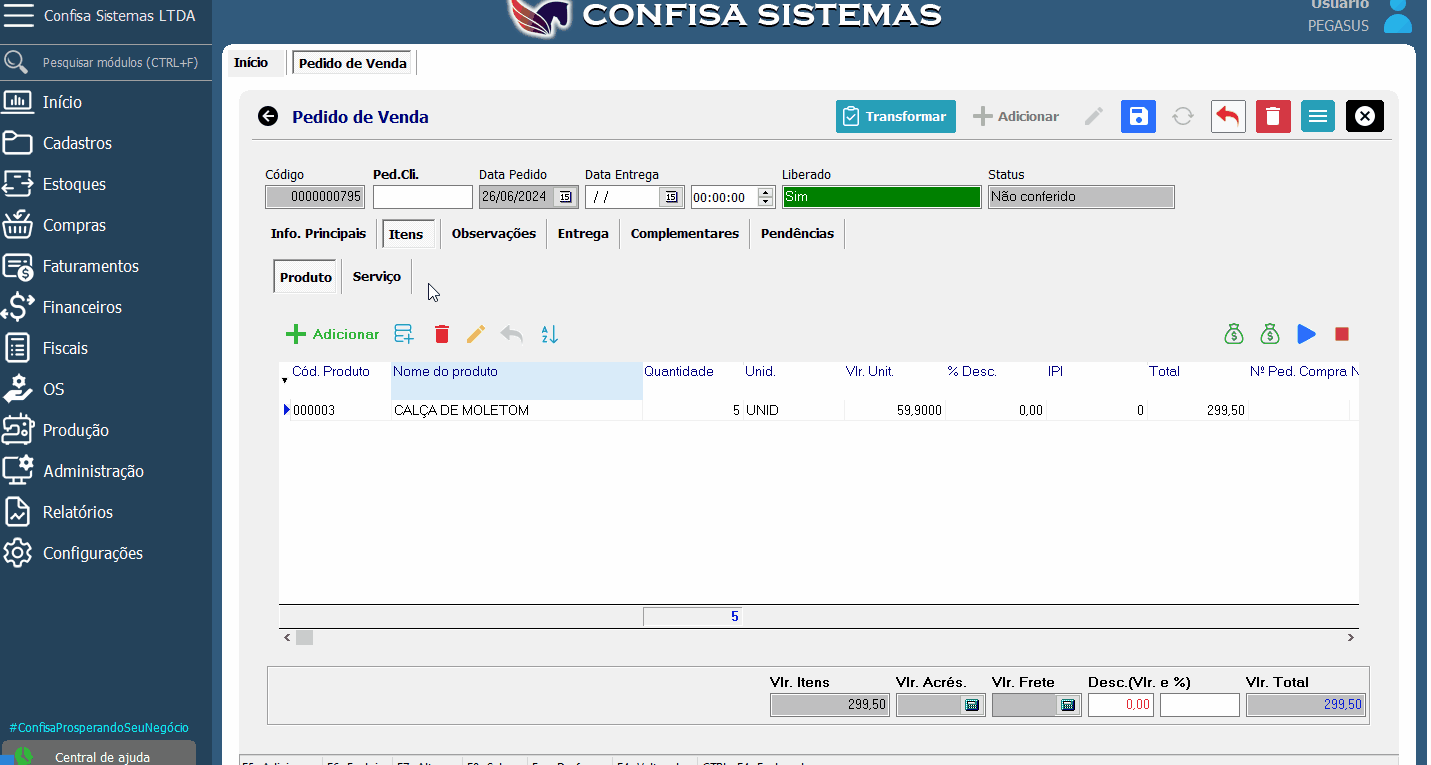 Confisa Sistemas LTDA
CONFISA SISTEMAS
Usuário
PEGASUS
Pesquisar módulos (CTRL+F)
Início
Cadastros
Estoques
Compras
Faturamentos
Financeiros
Fiscais
OS
Produção
Administração
Relatórios
Configurações
#ConfisaProsperandoSeuNegócio
Central de ajuda
Início Pedido de Venda
Pedido de Venda Transformar Adicionar
Código Ped.Cli. Data Pedido Data Entrega Liberado Status
0000000795 26/06/2024 15 / / 15 00:00:00 Sim Não conferido
Info. Principais Itens Observações Entrega Complementares Pendências
Produto Serviço
Adicionar
Cód. Produto Nome do produto Quantidade Unid. Vlr. Unit. % Desc. IPI Total Nº Ped. Compra N
000003 CALÇA DE MOLETOM 5 UNID 59,9000 0,00 0 299,50
5
Vlr. Itens Vlr. Acrés. Vlr. Frete Desc.(Vlr. e %) Vlr. Total
299,50 0,00 299,50